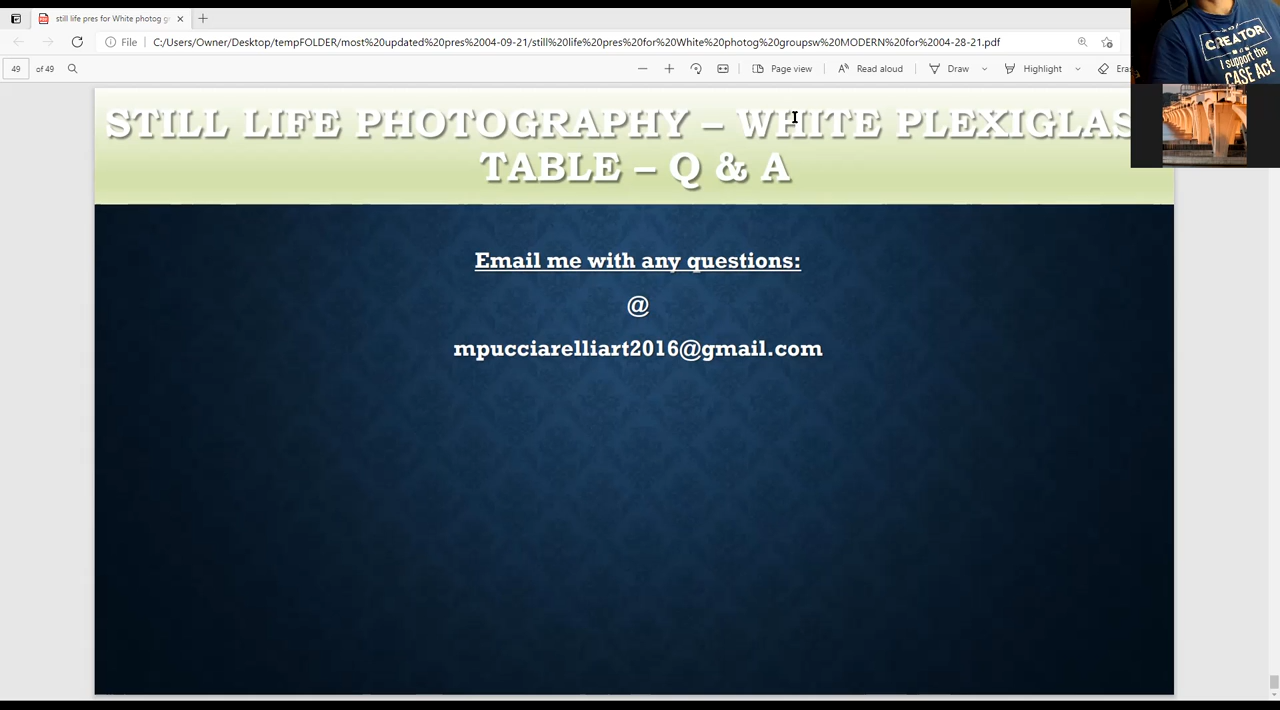 still life pres for White photog g
File
C:/Users/Owner/Desktop/tempFOLDER/most%20updated%20pres%2004-09-21/still%20life%20pres%20for%20White%20photog%20groupsw%20MODERN%20for%2004-28-21.pdf
49 of 49
Page view
Read aloud
Draw
Highlight
Eras
CREATOR
I support the
CASE Act
STILL LIFE PHOTOGRAPHY – WHITE PLEXIGLAS
TABLE – Q & A
Email me with any questions:
@
mpucciarelliart2016@gmail.com